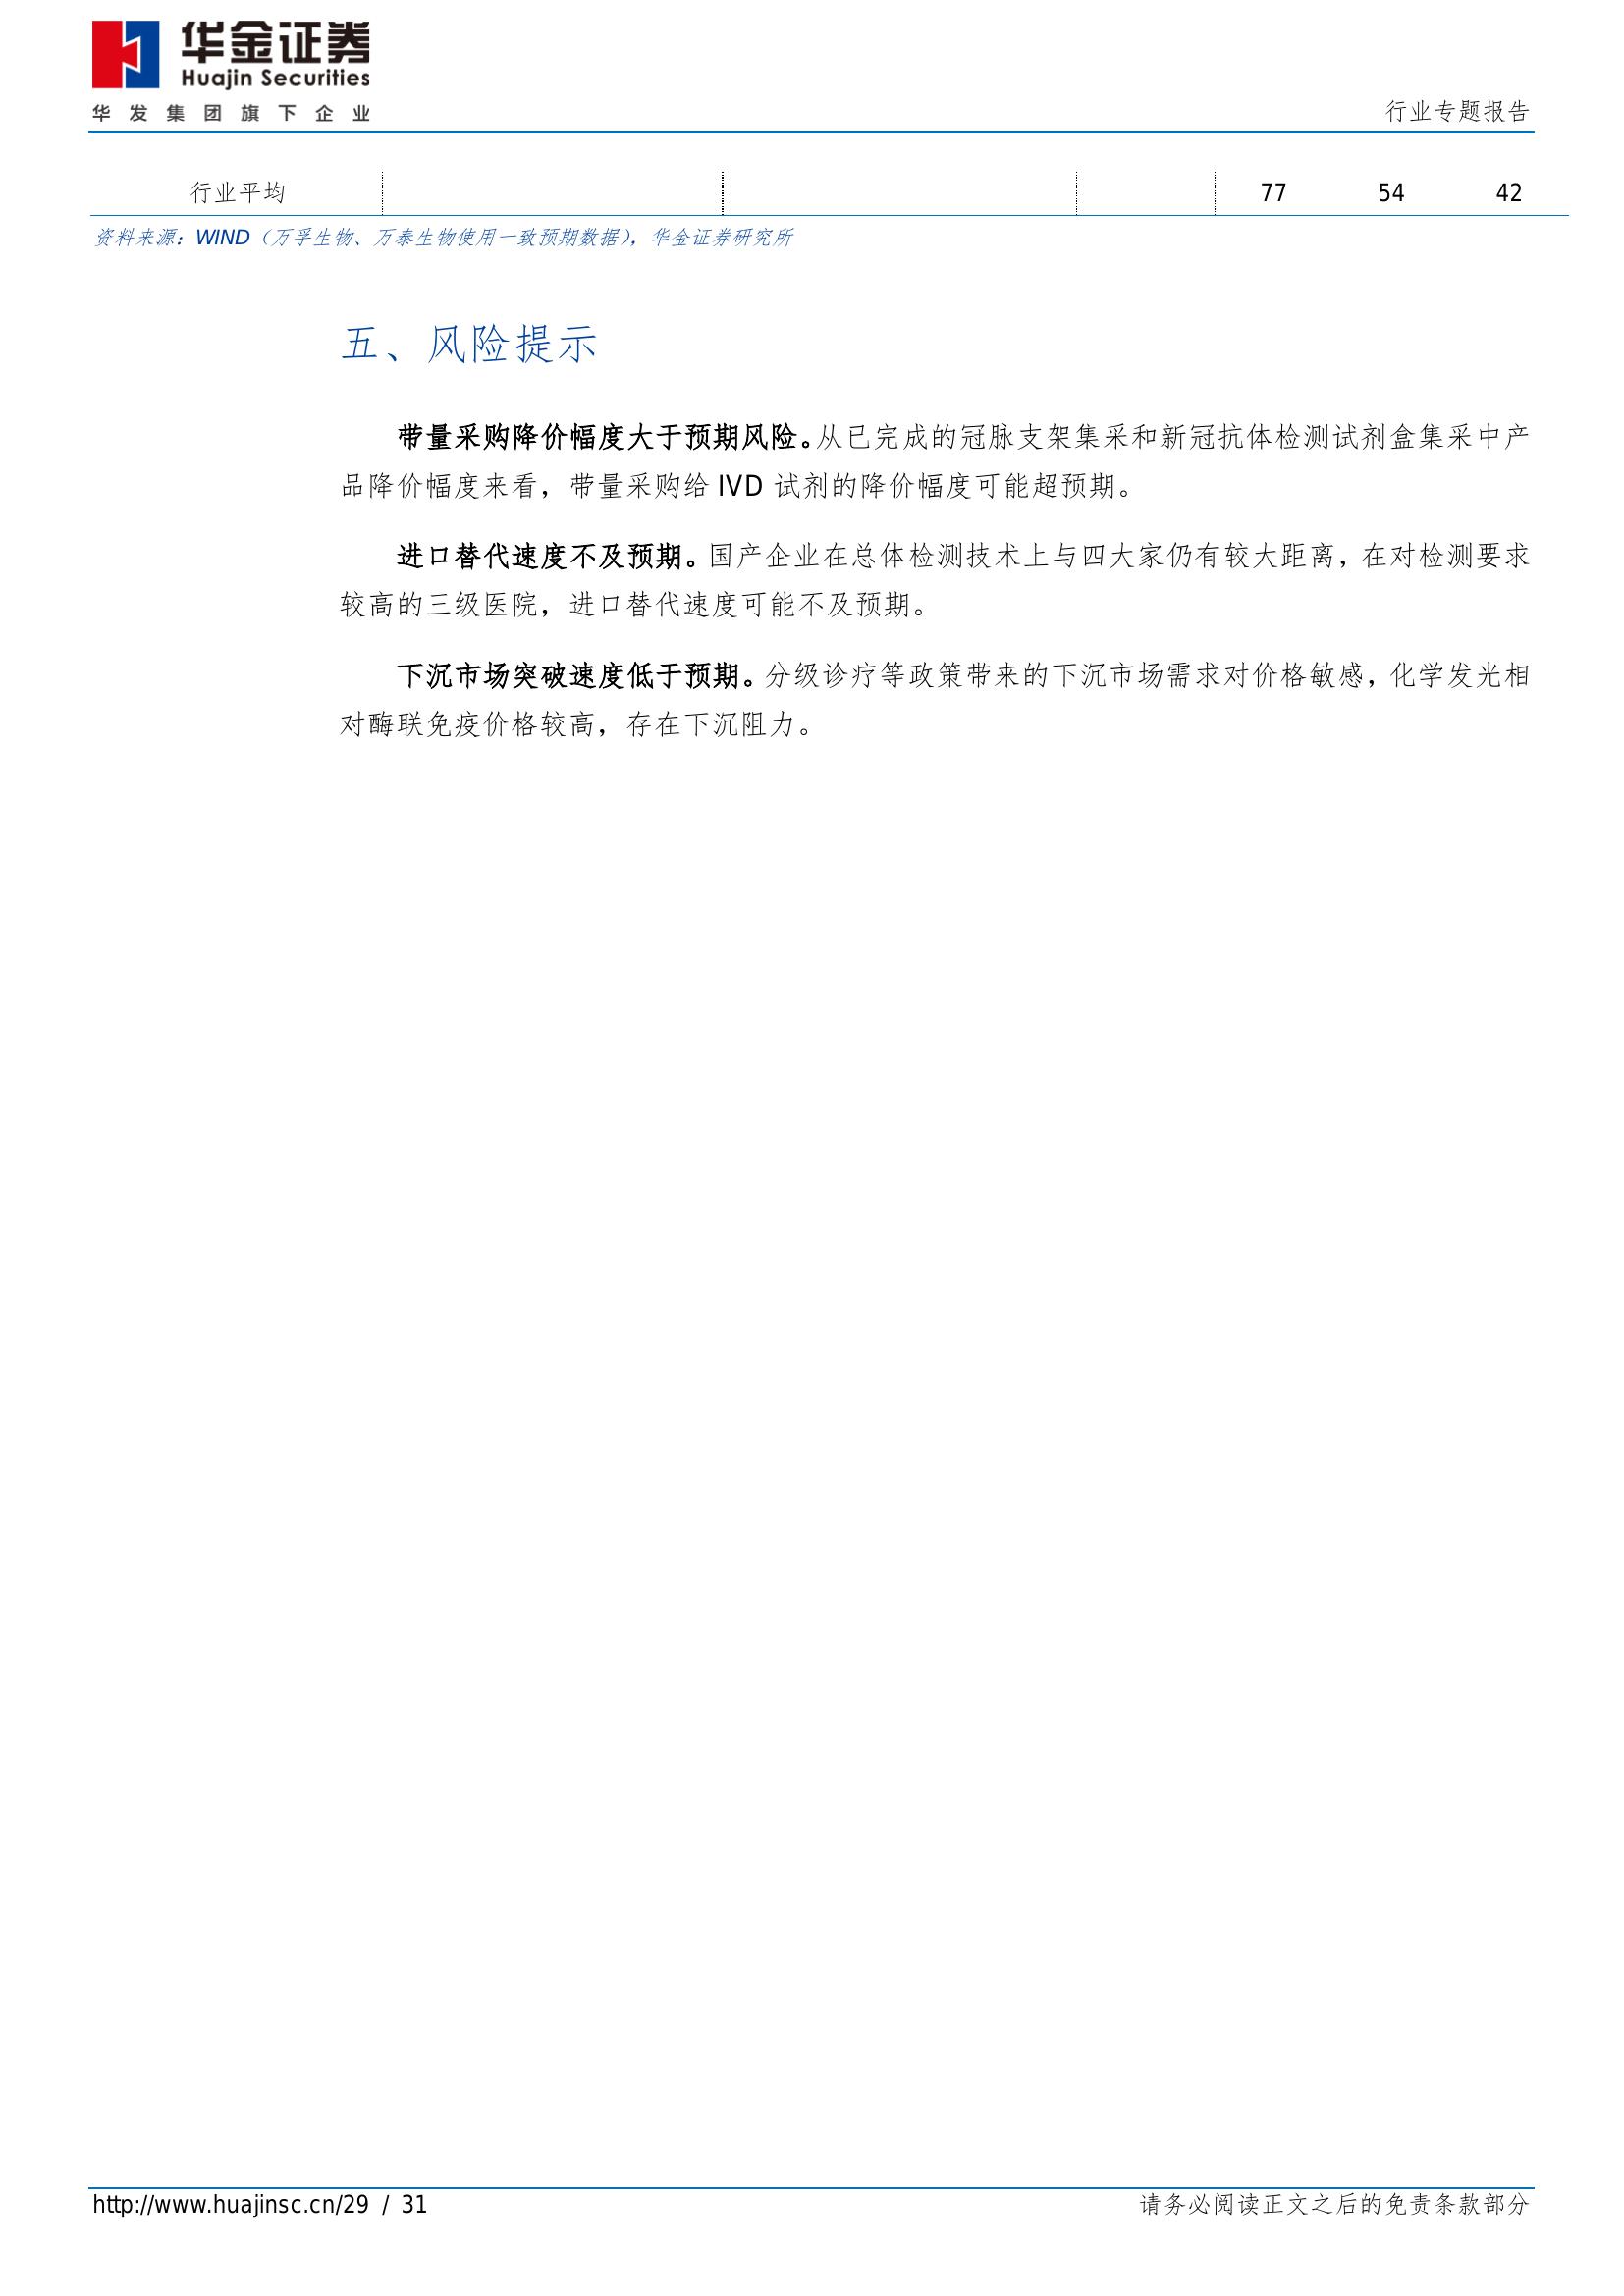 华金证券
Huajin Securities
华发集团旗下企业
行业专题报告
行业平均 77 54 42
资料来源：WIND（万孚生物、万泰生物使用一致预期数据），华金证券研究所
五、风险提示
带量采购降价幅度大于预期风险。从已完成的冠脉支架集采和新冠抗体检测试剂盒集采中产
品降价幅度来看，带量采购给 IVD 试剂的降价幅度可能超预期。
进口替代速度不及预期。国产企业在总体检测技术上与四大家仍有较大距离，在对检测要求
较高的三级医院，进口替代速度可能不及预期。
下沉市场突破速度低于预期。分级诊疗等政策带来的下沉市场需求对价格敏感，化学发光相
对酶联免疫价格较高，存在下沉阻力。
http://www.huajinsc.cn/29 / 31
请务必阅读正文之后的免责条款部分